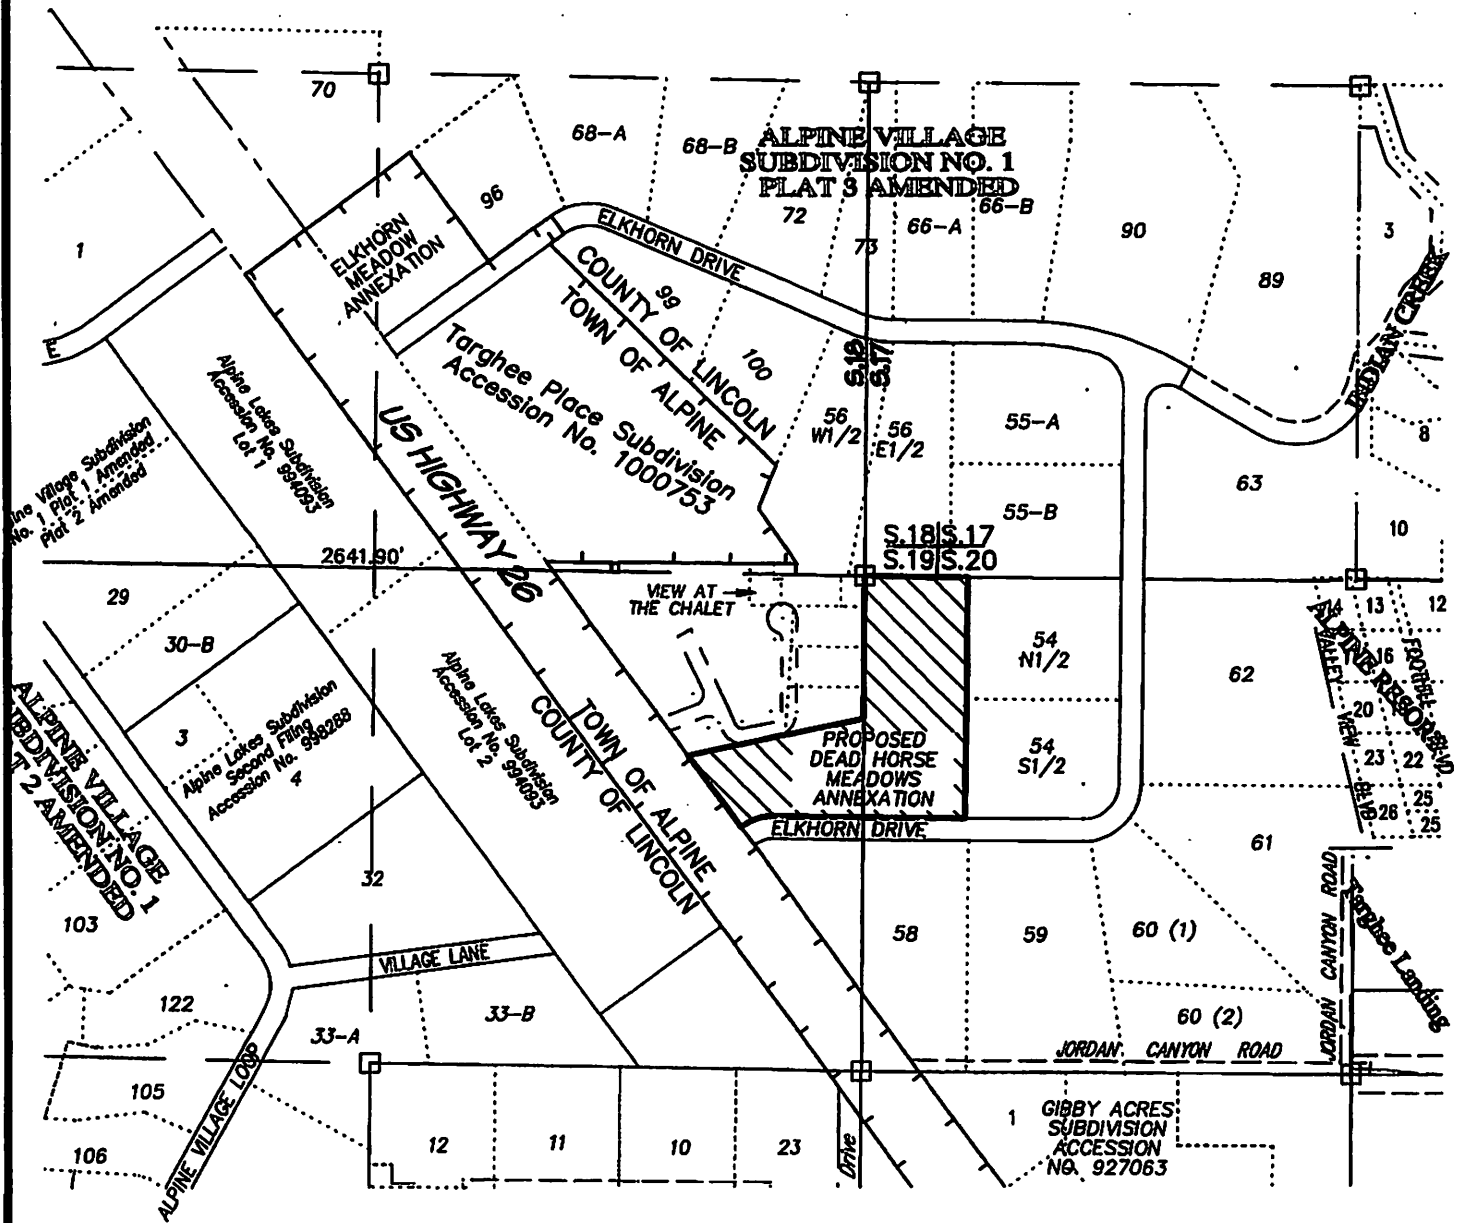 70
68-A
68-B
ALPINE VILLAGE
SUBDIVISION NO. 1
PLAT 3 AMENDED
96
72
73
66-A
66-B
90
89
3
1
ELKHORN
MEADOW
ANNEXATION
ELKHORN DRIVE
COUNTY OF LINCOLN
TOWN OF ALPINE
99
100
INDIAN CREEK
E
Targhee Place Subdivision
Accession No. 1000753
S.18
S.17
56
W1/2
56
E1/2
55-A
55-B
63
8
10
Alpine Lakes Subdivision
Accession No. 994093
Lot 1
US HIGHWAY 26
Village Subdivision
No. 1 Plat 1 Amended
Plat 2 Amended
2641.90'
S.18 S.17
S.19 S.20
VIEW AT
THE CHALET
29
30-B
3
Alpine Lakes Subdivision
Second Filing
Accession No. 998288
4
Alpine Lakes Subdivision
Accession No. 994093
Lot 2
TOWN OF ALPINE
COUNTY OF LINCOLN
54
N1/2
54
S1/2
62
14
13
12
ALPINE RESORT
VALLEY VIEW BLVD
16
20
23
22
25
26
25
PROPOSED
DEAD HORSE
MEADOWS
ANNEXATION
ELKHORN DRIVE
61
ALPINE VILLAGE
SUBDIVISION NO. 1
T 2 AMENDED
32
103
VILLAGE LANE
58
59
60 (1)
60 (2)
JORDAN CANYON ROAD
Targhee Landing
122
33-A
33-B
JORDAN CANYON ROAD
105
106
ALPINE VILLAGE LOOP
12
11
10
23
Drive
1
GIBBY ACRES
SUBDIVISION
ACCESSION
NO. 927063